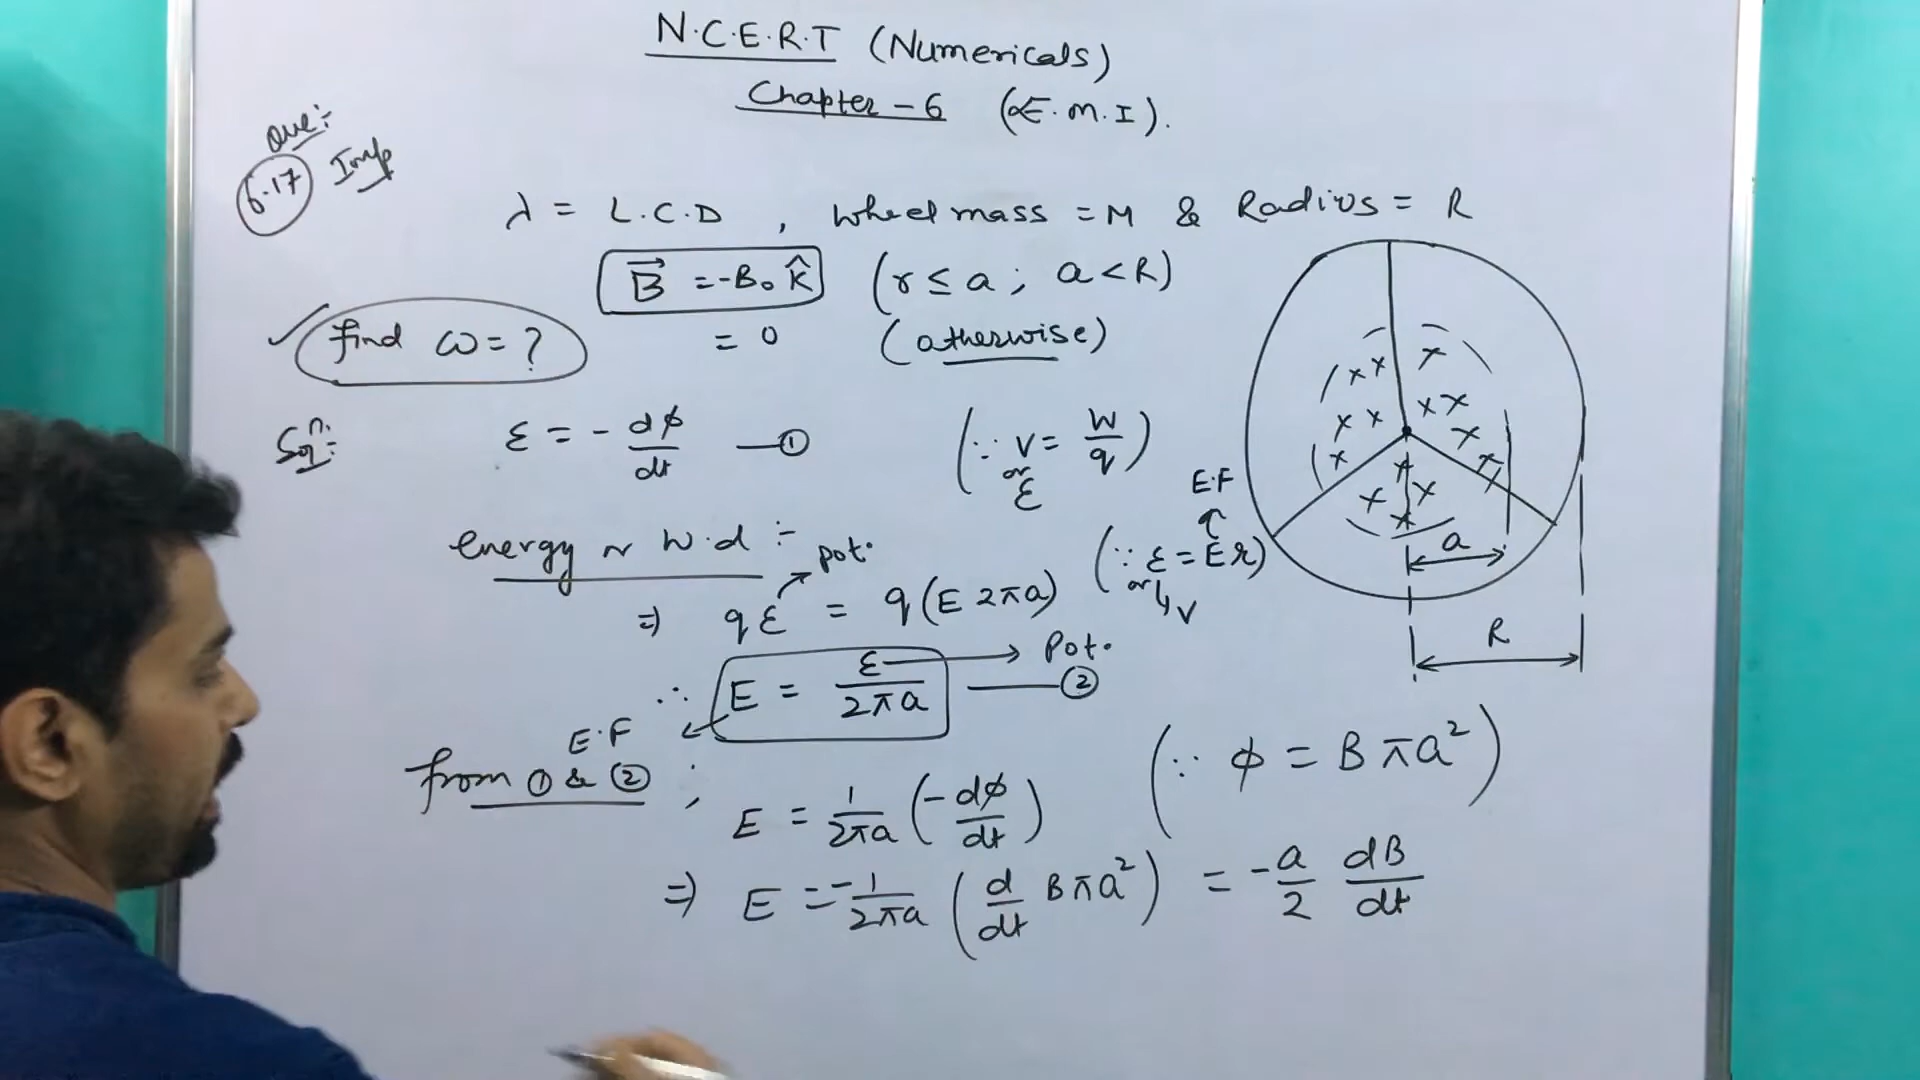 N.C.E.R.T (Numericals)
Chapter - 6 (E.M.I).
Que:-
6.17 Imp
λ = L.C.D , Wheel mass = M & Radius = R
B⃗ = -B₀ k̂ (r ≤ a ; a < R)
= 0 (otherwise)
find ω = ?
Solⁿ:-
ε = - dϕ/dt —①
(∵ V = W/q)
or
ε
energy ~ W.d :-
pot.
E.F
(∵ ε = Er)
or V
⇒ qε = q(E 2πa)
∴ E = ε/2πa —②
Pot.
E.F
from ① & ② ;
(∵ ϕ = Bπa²)
E = 1/2πa (- dϕ/dt)
⇒ E = -1/2πa (d/dt Bπa²) = -a/2 dB/dt
a
R